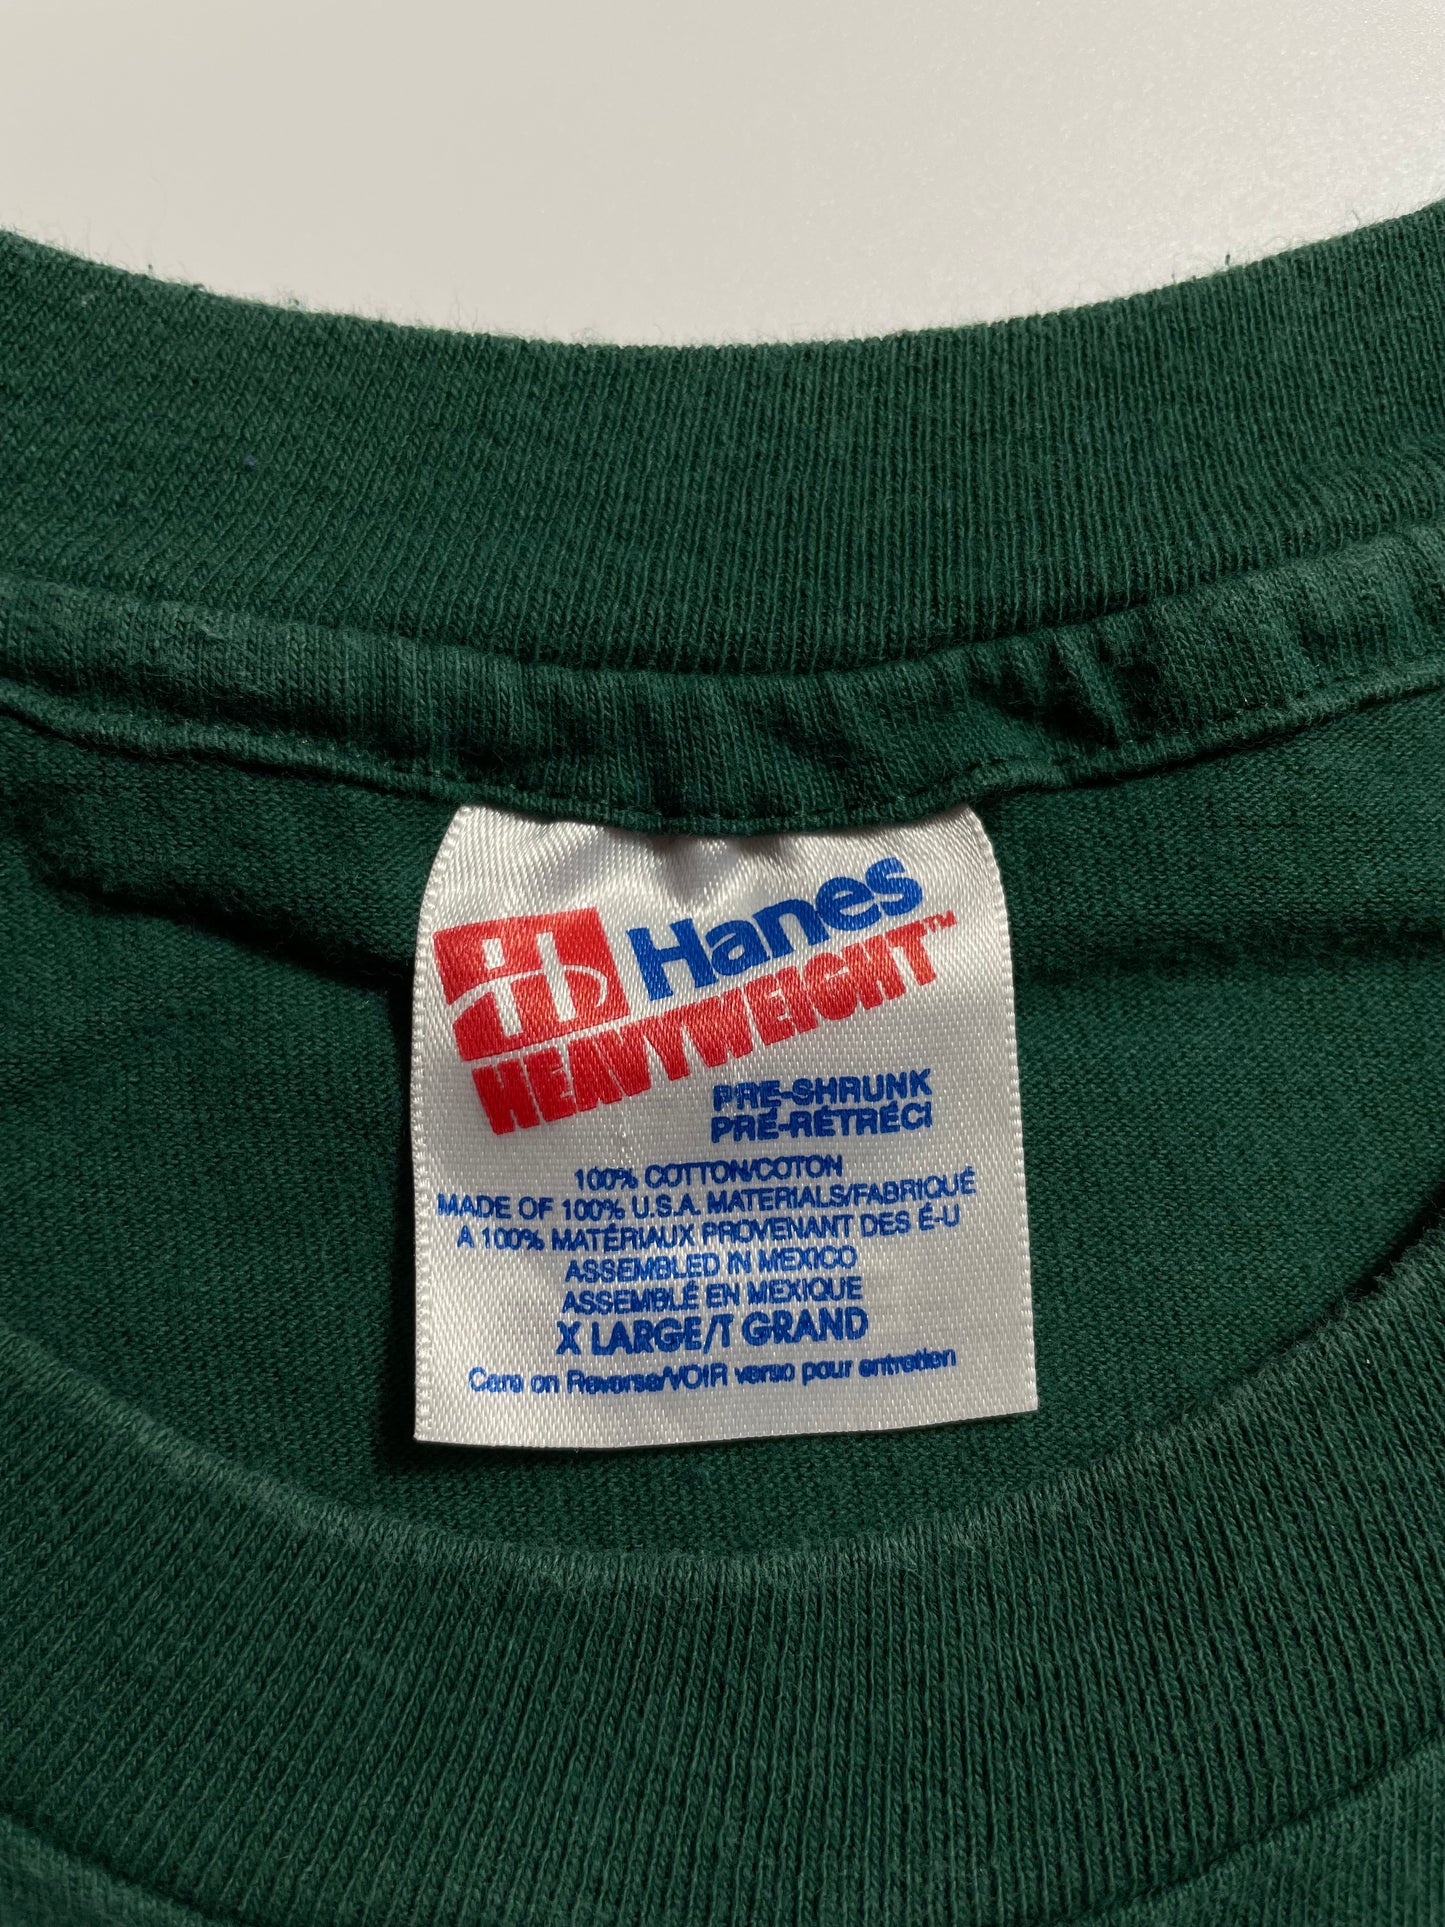 Hanes
HEAVYWEIGHT™
PRE-SHRUNK
PRÉ-RÉTRÉCI
100% COTTON/COTON
MADE OF 100% U.S.A. MATERIALS/FABRIQUÉ
A 100% MATÉRIAUX PROVENANT DES É-U
ASSEMBLED IN MEXICO
ASSEMBLÉ EN MEXIQUE
X LARGE/T GRAND
Care on Reverse/VOIR verso pour entretien